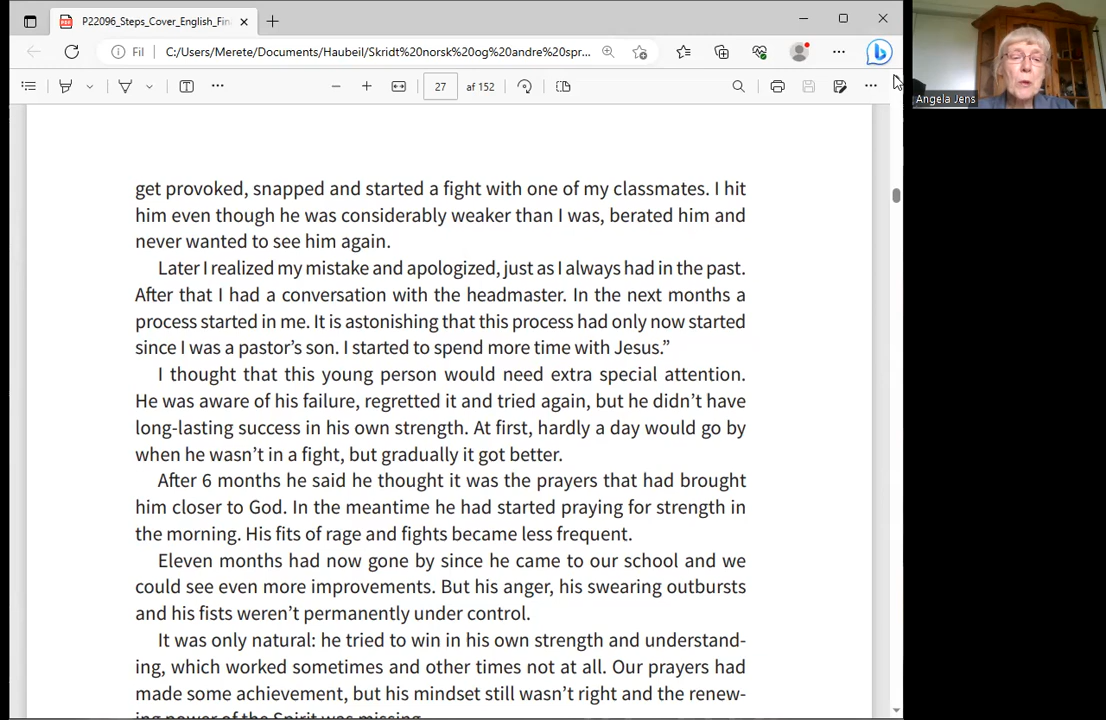 P22096_Steps_Cover_English_Fin
Fil
C:/Users/Merete/Documents/Haubeil/Skridt%20norsk%20og%20andre%20spr...
27 af 152
Angela Jens
get provoked, snapped and started a fight with one of my classmates. I hit
him even though he was considerably weaker than I was, berated him and
never wanted to see him again.
Later I realized my mistake and apologized, just as I always had in the past.
After that I had a conversation with the headmaster. In the next months a
process started in me. It is astonishing that this process had only now started
since I was a pastor’s son. I started to spend more time with Jesus.”
I thought that this young person would need extra special attention.
He was aware of his failure, regretted it and tried again, but he didn’t have
long-lasting success in his own strength. At first, hardly a day would go by
when he wasn’t in a fight, but gradually it got better.
After 6 months he said he thought it was the prayers that had brought
him closer to God. In the meantime he had started praying for strength in
the morning. His fits of rage and fights became less frequent.
Eleven months had now gone by since he came to our school and we
could see even more improvements. But his anger, his swearing outbursts
and his fists weren’t permanently under control.
It was only natural: he tried to win in his own strength and understand-
ing, which worked sometimes and other times not at all. Our prayers had
made some achievement, but his mindset still wasn’t right and the renew-
ing power of the Spirit was missing.